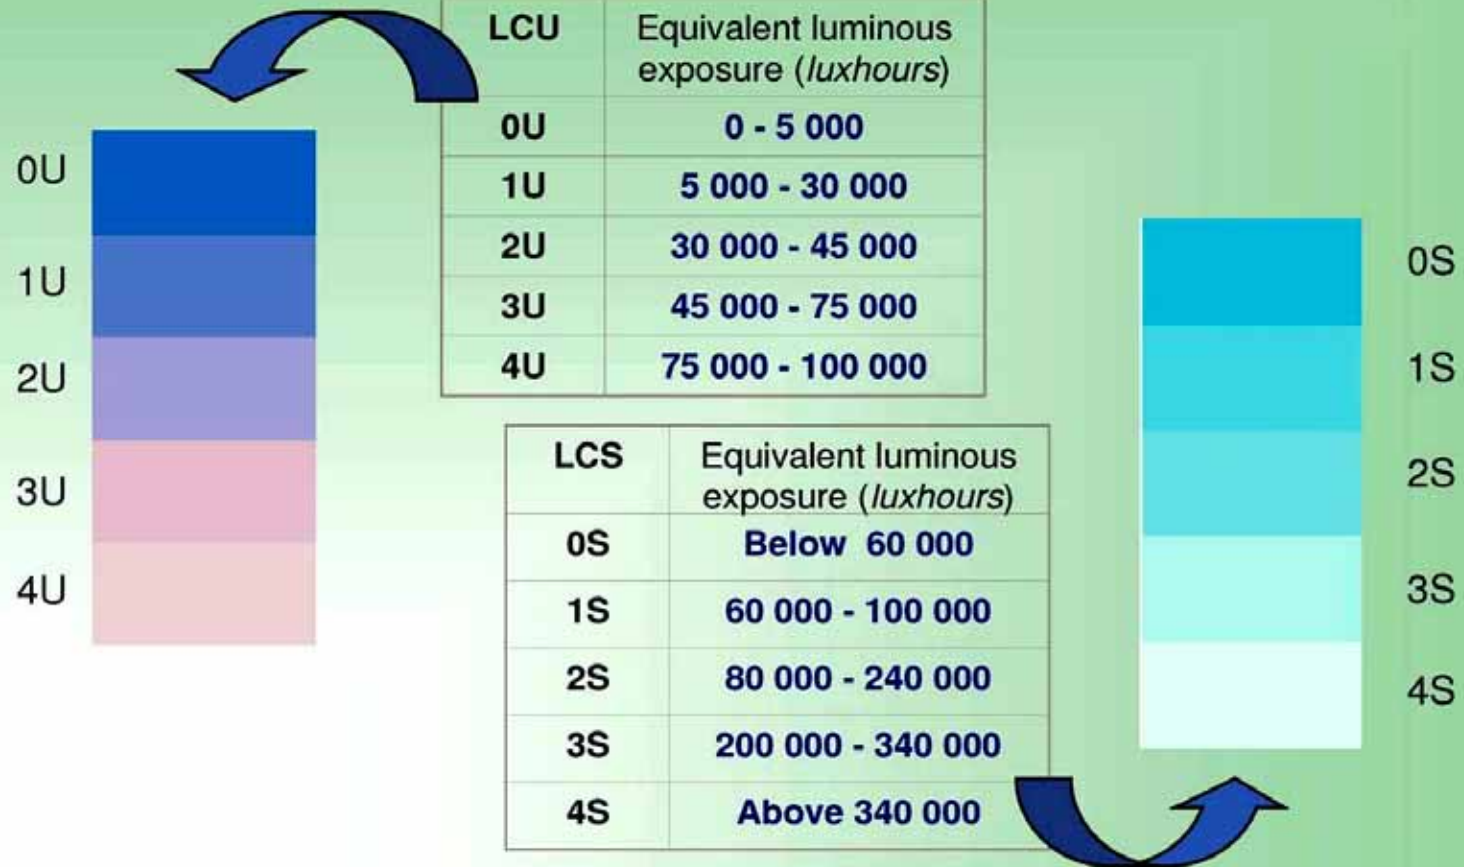 LCU Equivalent luminous
exposure (luxhours)
0U 0 - 5 000
1U 5 000 - 30 000
2U 30 000 - 45 000
3U 45 000 - 75 000
4U 75 000 - 100 000
0U
1U
2U
3U
4U
LCS Equivalent luminous
exposure (luxhours)
0S Below 60 000
1S 60 000 - 100 000
2S 80 000 - 240 000
3S 200 000 - 340 000
4S Above 340 000
0S
1S
2S
3S
4S